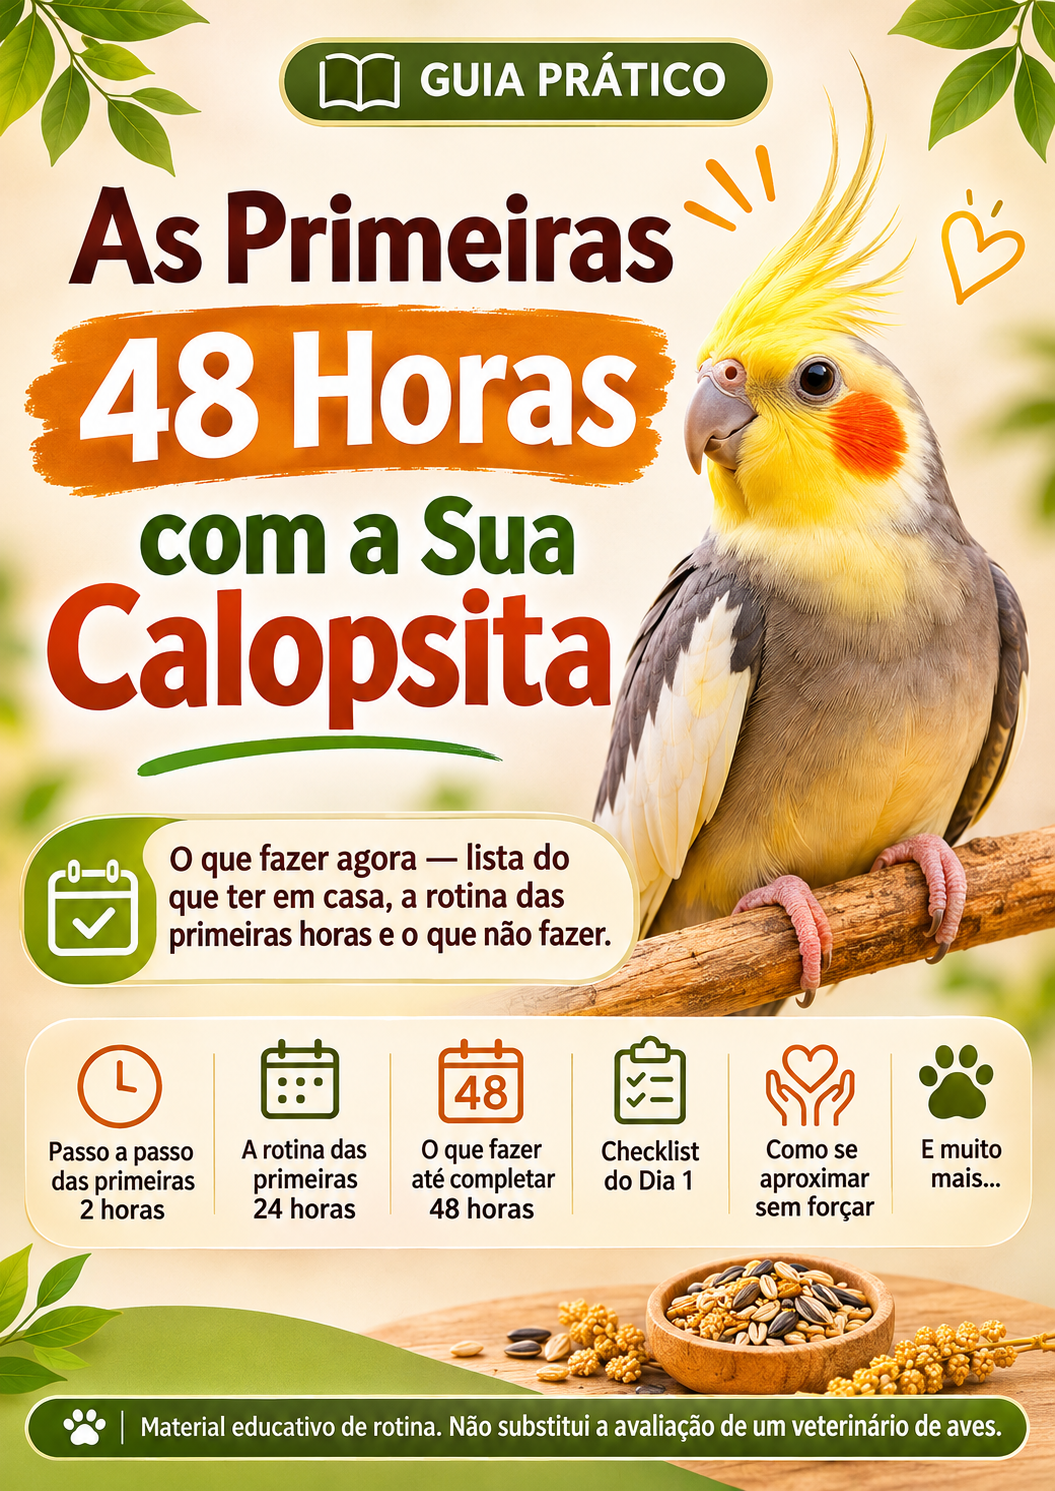 GUIA PRÁTICO
As Primeiras
48 Horas
com a Sua
Calopsita
O que fazer agora — lista do
que ter em casa, a rotina das
primeiras horas e o que não fazer.
Passo a passo
das primeiras
2 horas
A rotina das
primeiras
24 horas
48
O que fazer
até completar
48 horas
Checklist
do Dia 1
Como se
aproximar
sem forçar
E muito
mais...
Material educativo de rotina. Não substitui a avaliação de um veterinário de aves.